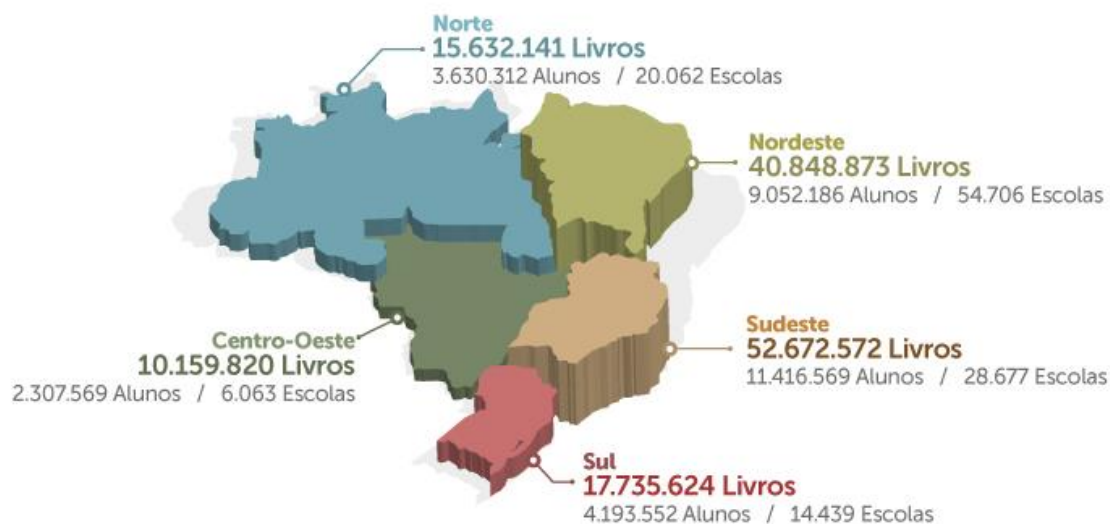 Norte
15.632.141 Livros
3.630.312 Alunos / 20.062 Escolas
Nordeste
40.848.873 Livros
9.052.186 Alunos / 54.706 Escolas
Centro-Oeste
10.159.820 Livros
2.307.569 Alunos / 6.063 Escolas
Sudeste
52.672.572 Livros
11.416.569 Alunos / 28.677 Escolas
Sul
17.735.624 Livros
4.193.552 Alunos / 14.439 Escolas